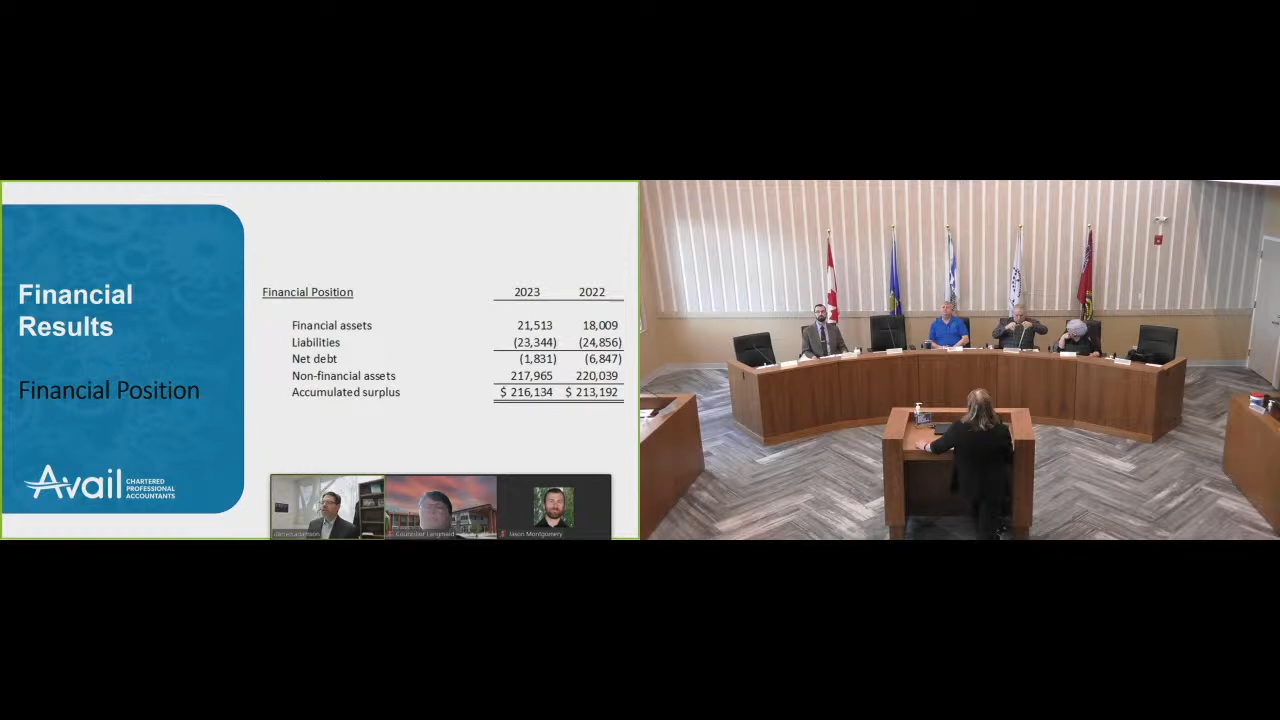 Financial
Results
Financial Position
Avail CHARTERED
PROFESSIONAL
ACCOUNTANTS
Financial Position 2023 2022
Financial assets 21,513 18,009
Liabilities (23,344) (24,856)
Net debt (1,831) (6,847)
Non-financial assets 217,965 220,039
Accumulated surplus $ 216,134 $ 213,192
Councillor Langmaid
Jason Montgomery